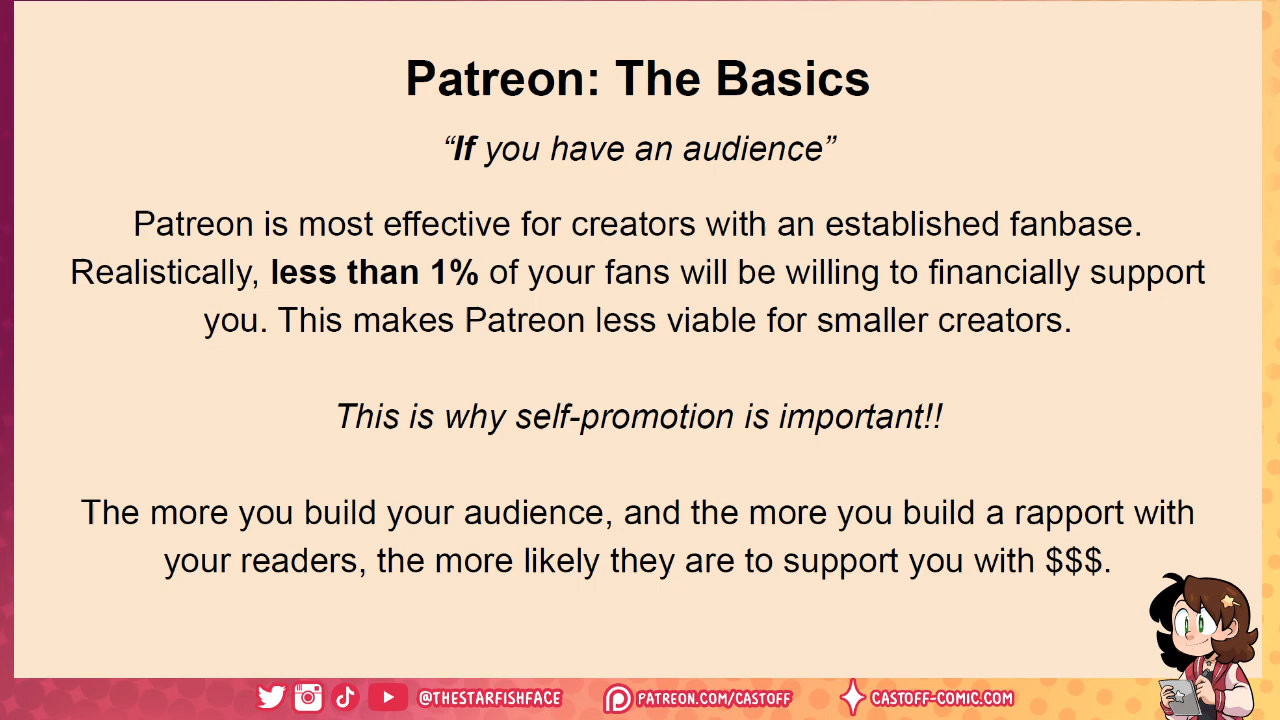 Patreon: The Basics
“If you have an audience”
Patreon is most effective for creators with an established fanbase.
Realistically, less than 1% of your fans will be willing to financially support
you. This makes Patreon less viable for smaller creators.
This is why self-promotion is important!!
The more you build your audience, and the more you build a rapport with
your readers, the more likely they are to support you with $$$.
@THESTARFISHFACE PATREON.COM/CASTOFF CASTOFF-COMIC.COM